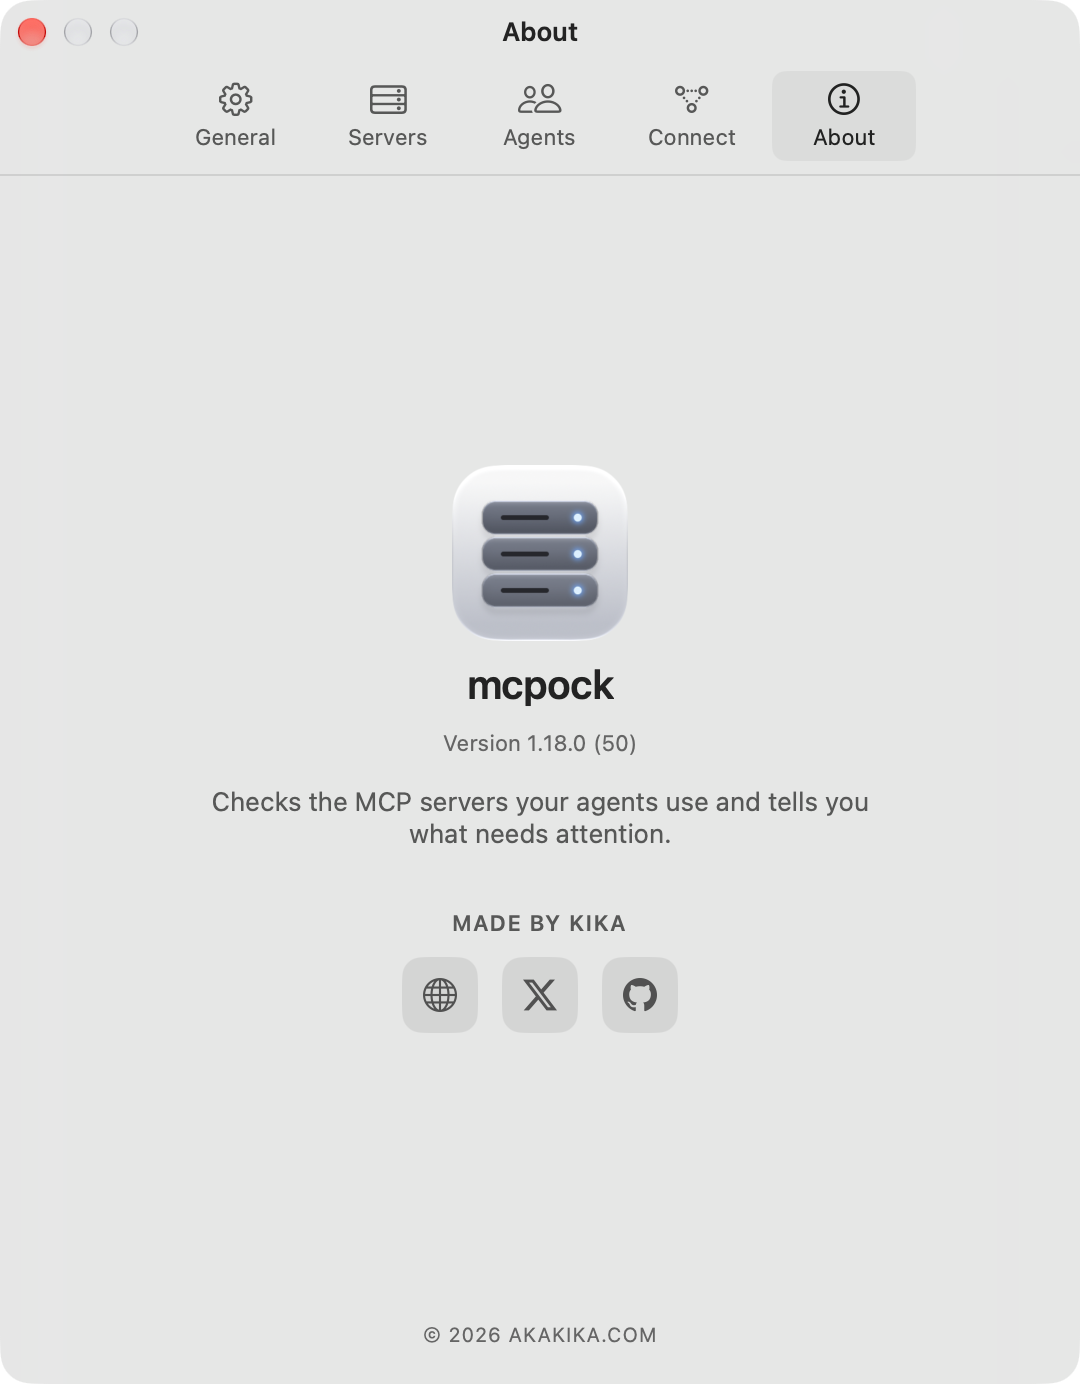 About
General
Servers
Agents
Connect
About
mcpock
Version 1.18.0 (50)
Checks the MCP servers your agents use and tells you
what needs attention.
MADE BY KIKA
© 2026 AKAKIKA.COM